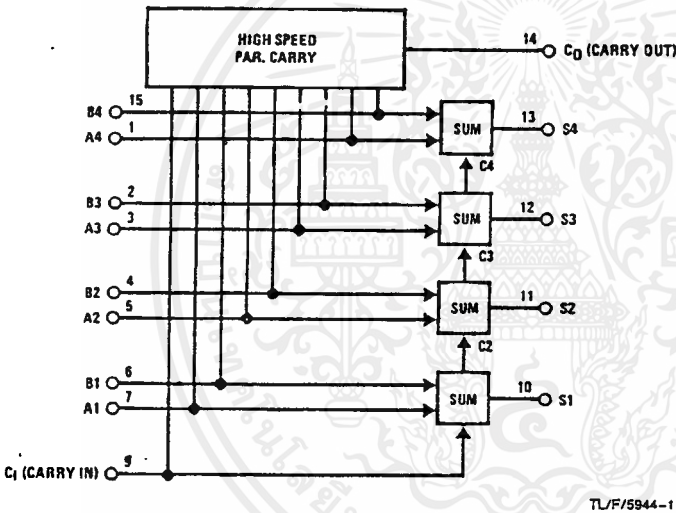 HIGH SPEED
PAR. CARRY
14
CO (CARRY OUT)
B4 15
A4 1
SUM
13
S4
C4
B3 2
A3 3
SUM
12
S3
C3
B2 4
A2 5
SUM
11
S2
C2
B1 6
A1 7
SUM
10
S1
CI (CARRY IN) 9
TL/F/5944-1